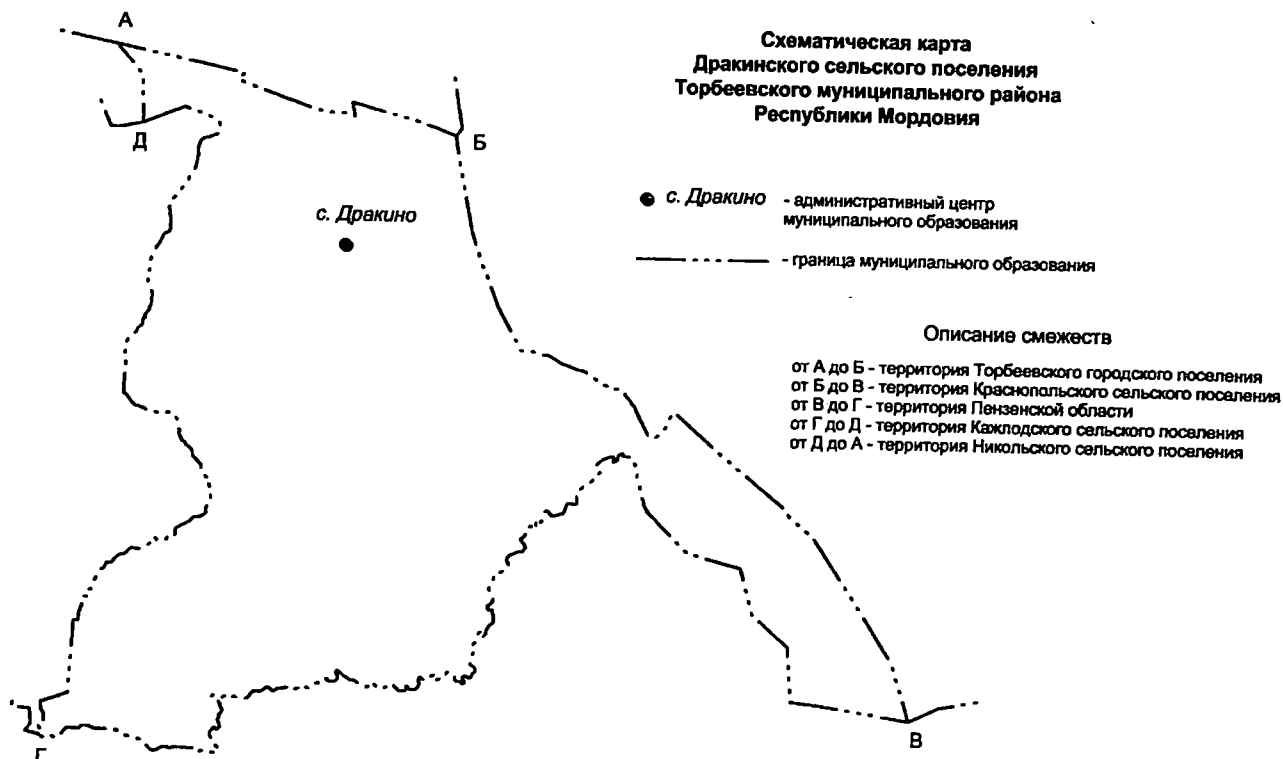 Схематическая карта
Дракинского сельского поселения
Торбеевского муниципального района
Республики Мордовия
А
Д
Б
с. Дракино
с. Дракино - административный центр
муниципального образования
- граница муниципального образования
Описание смежеств
от А до Б - территория Торбеевского городского поселения
от Б до В - территория Краснопольского сельского поселения
от В до Г - территория Пензенской области
от Г до Д - территория Кажлодского сельского поселения
от Д до А - территория Никольского сельского поселения
Г
В